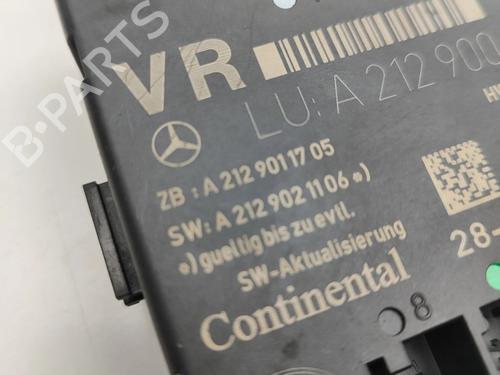 VR
LU: A 212 900
ZB : A 212 901 17 05
SW: A 212 902 11 06 *)
*) gueltig bis zu evtl.
SW-Aktualisierung
Continental
28-
8
B-PARTS